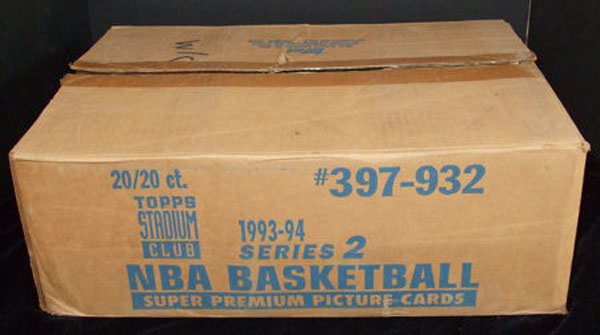 W/C
20/20 ct.
#397-932
TOPPS
STADIUM
CLUB
1993-94
SERIES 2
NBA BASKETBALL
SUPER PREMIUM PICTURE CARDS